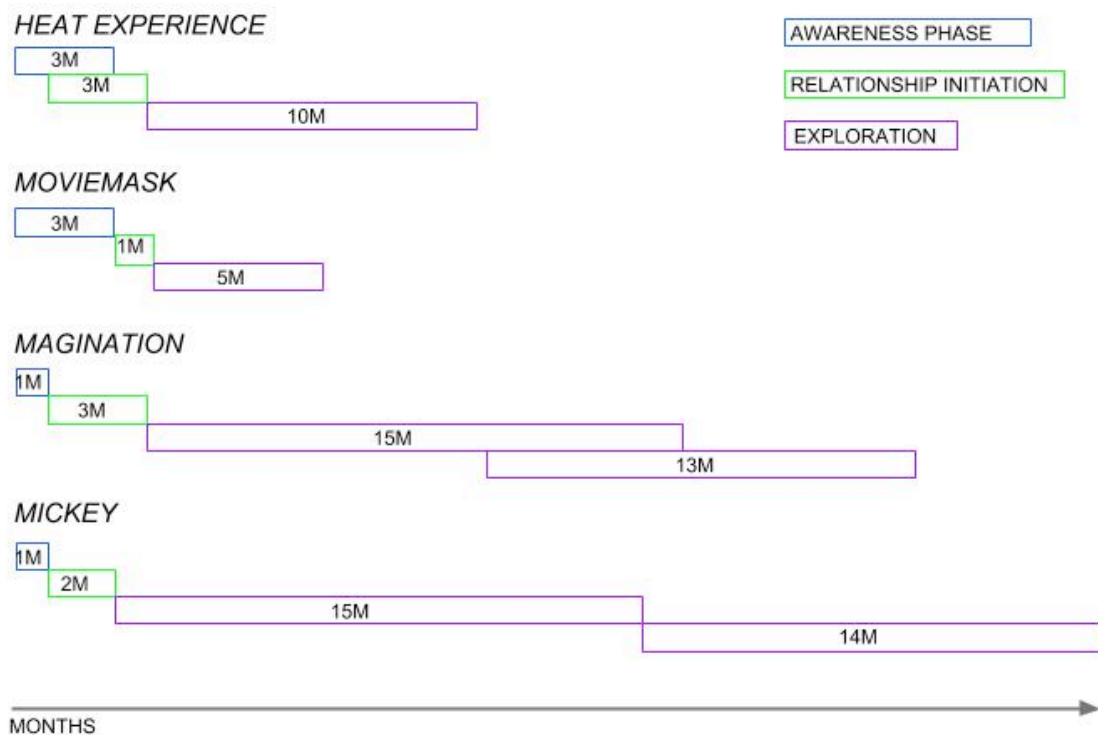 HEAT EXPERIENCE
3M
3M
10M
AWARENESS PHASE
RELATIONSHIP INITIATION
EXPLORATION
MOVIEMASK
3M
1M
5M
MAGINATION
1M
3M
15M
13M
MICKEY
1M
2M
15M
14M
MONTHS